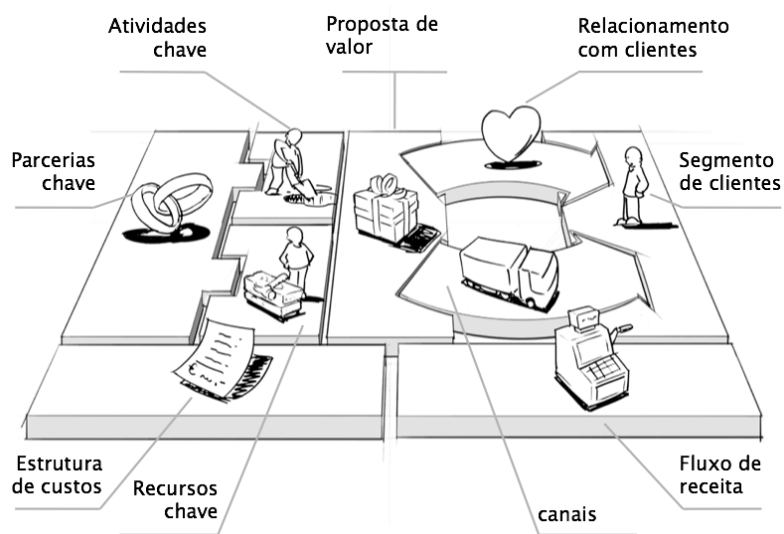 Atividades
chave
Proposta de
valor
Relacionamento
com clientes
Parcerias
chave
Segmento
de clientes
Estrutura
de custos
Recursos
chave
canais
Fluxo de
receita